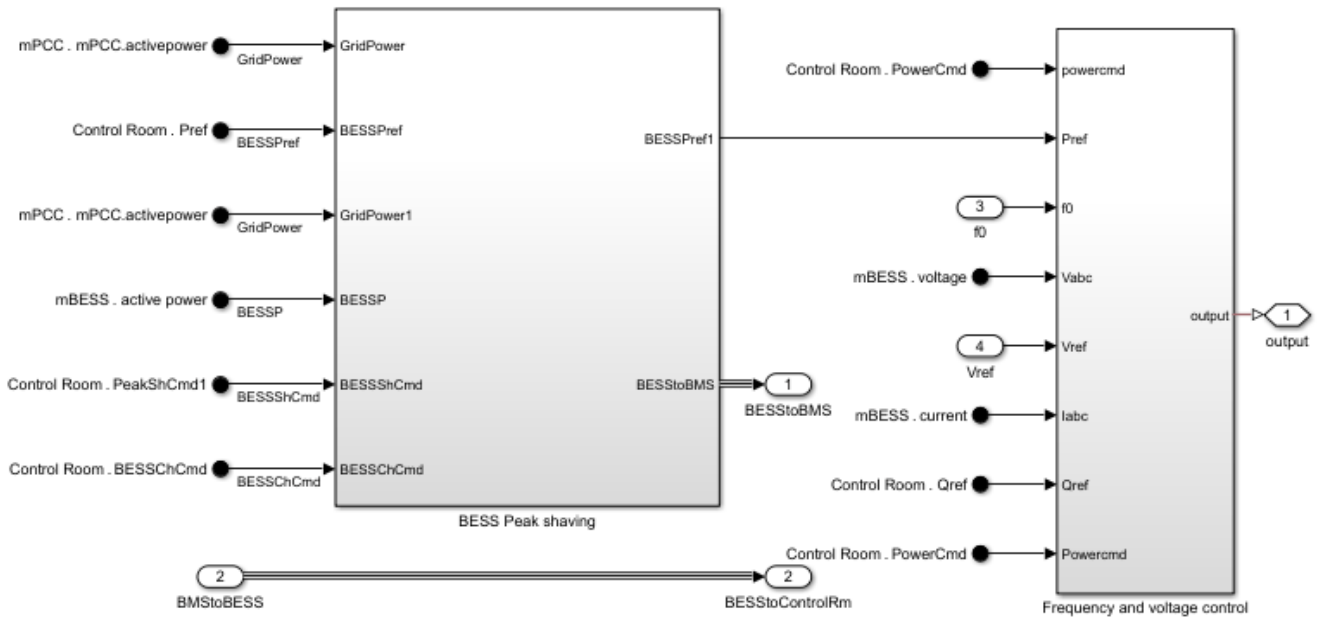 mPCC . mPCC.activepower
GridPower
GridPower
Control Room . Pref
BESSPref
BESSPref
mPCC . mPCC.activepower
GridPower
GridPower1
mBESS . active power
BESSP
BESSP
Control Room . PeakShCmd1
BESSShCmd
BESSShCmd
Control Room . BESSChCmd
BESSChCmd
BESSChCmd
BESSPref1
BESStoBMS
1
BESStoBMS
BESS Peak shaving
2
BMStoBESS
2
BESStoControlRm
Control Room . PowerCmd
powercmd
Pref
3
f0
f0
mBESS . voltage
Vabc
4
Vref
Vref
mBESS . current
Iabc
Control Room . Qref
Qref
Control Room . PowerCmd
Powercmd
output
1
output
Frequency and voltage control